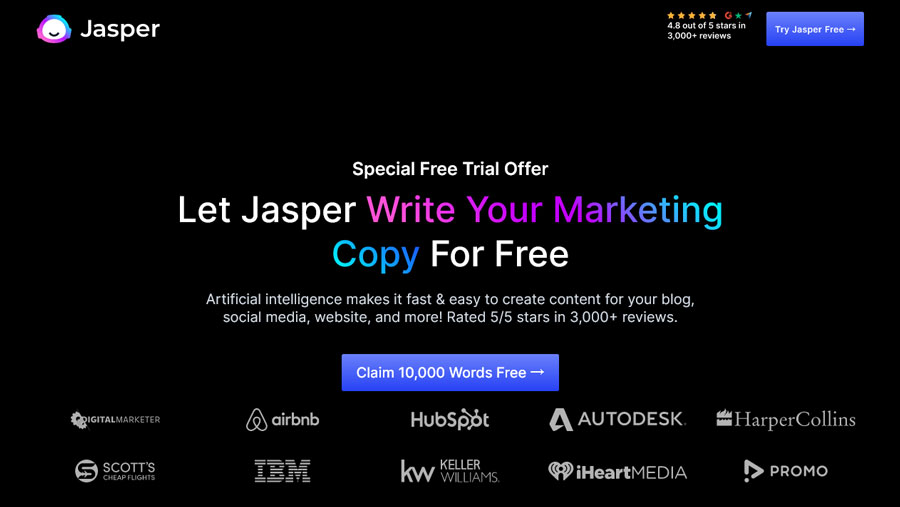 Jasper
4.8 out of 5 stars in
3,000+ reviews
Try Jasper Free →
Special Free Trial Offer
Let Jasper Write Your Marketing
Copy For Free
Artificial intelligence makes it fast & easy to create content for your blog,
social media, website, and more! Rated 5/5 stars in 3,000+ reviews.
Claim 10,000 Words Free →
DIGITALMARKETER
airbnb
HubSpot
AUTODESK.
HarperCollins
SCOTT'S
CHEAP FLIGHTS
IBM
kw KELLER
WILLIAMS.
iHeartMEDIA
PROMO